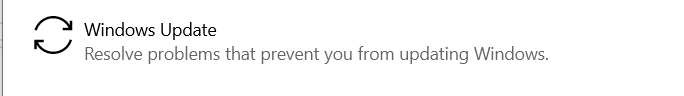 Windows Update
Resolve problems that prevent you from updating Windows.